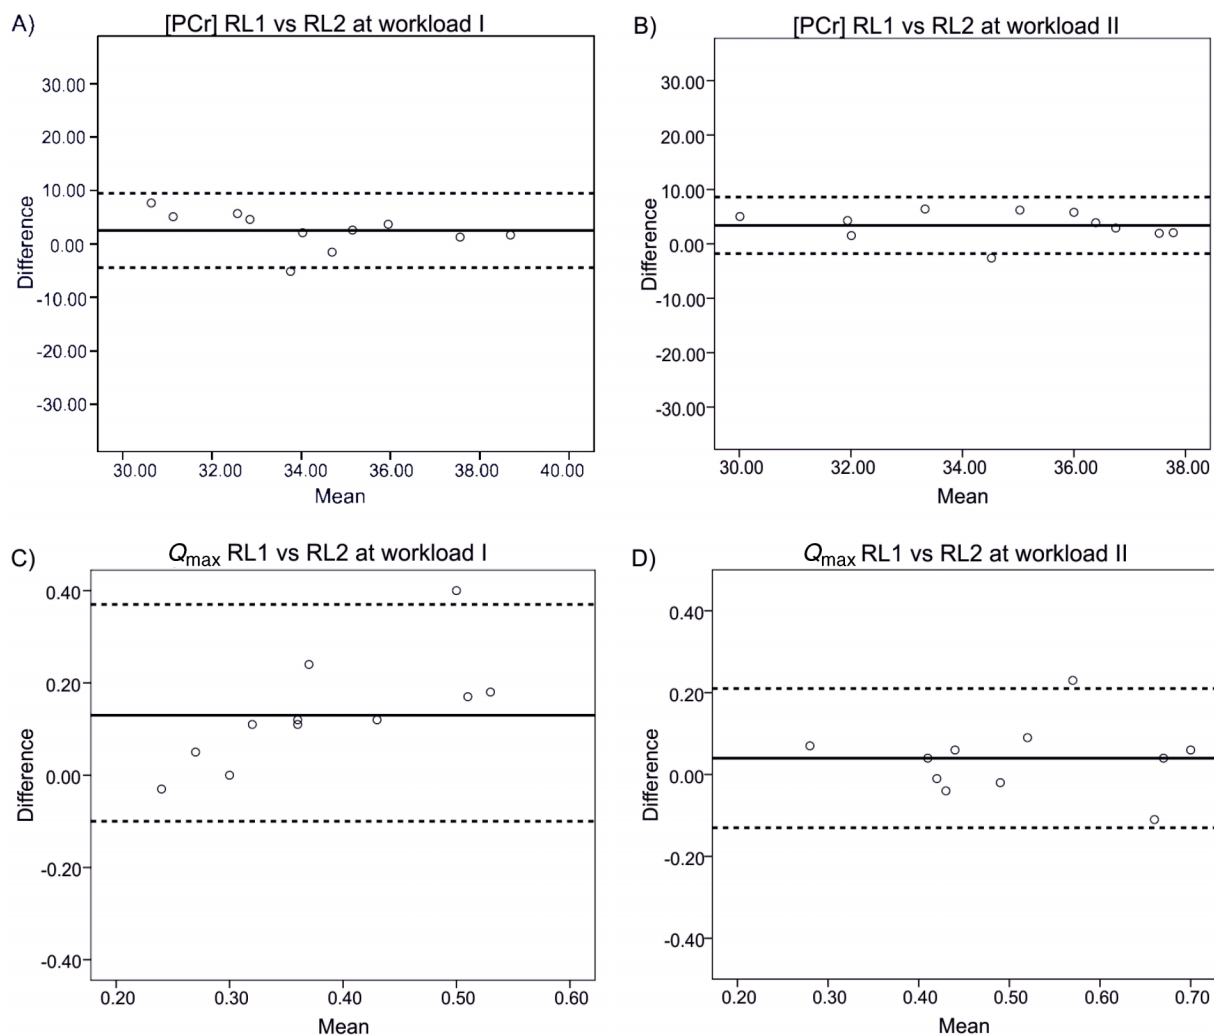 A)
[PCr] RL1 vs RL2 at workload I
30.00
20.00
10.00
0.00
-10.00
-20.00
-30.00
Difference
30.00 32.00 34.00 36.00 38.00 40.00
Mean
B)
[PCr] RL1 vs RL2 at workload II
30.00
20.00
10.00
0.00
-10.00
-20.00
-30.00
Difference
30.00 32.00 34.00 36.00 38.00
Mean
C)
Qmax RL1 vs RL2 at workload I
0.40
0.20
0.00
-0.20
-0.40
Difference
0.20 0.30 0.40 0.50 0.60
Mean
D)
Qmax RL1 vs RL2 at workload II
0.40
0.20
0.00
-0.20
-0.40
Difference
0.20 0.30 0.40 0.50 0.60 0.70
Mean